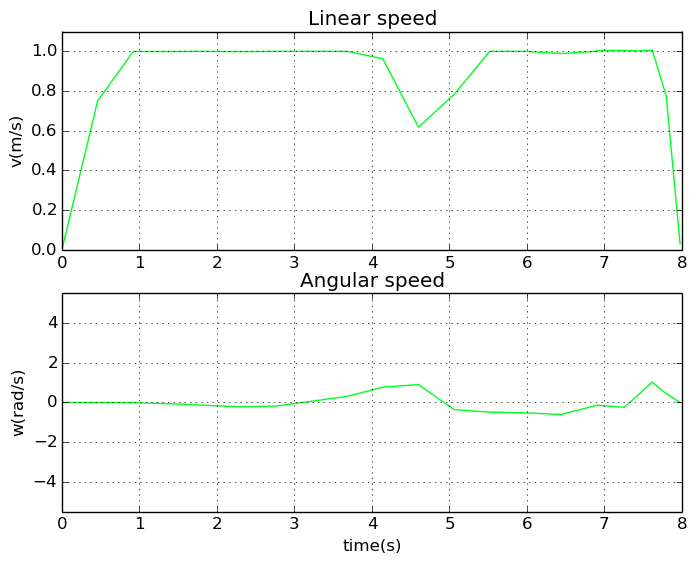 Linear speed
1.0
0.8
0.6
0.4
0.2
0.0
v(m/s)
0 1 2 3 4 5 6 7 8
Angular speed
4
2
0
−2
−4
w(rad/s)
0 1 2 3 4 5 6 7 8
time(s)